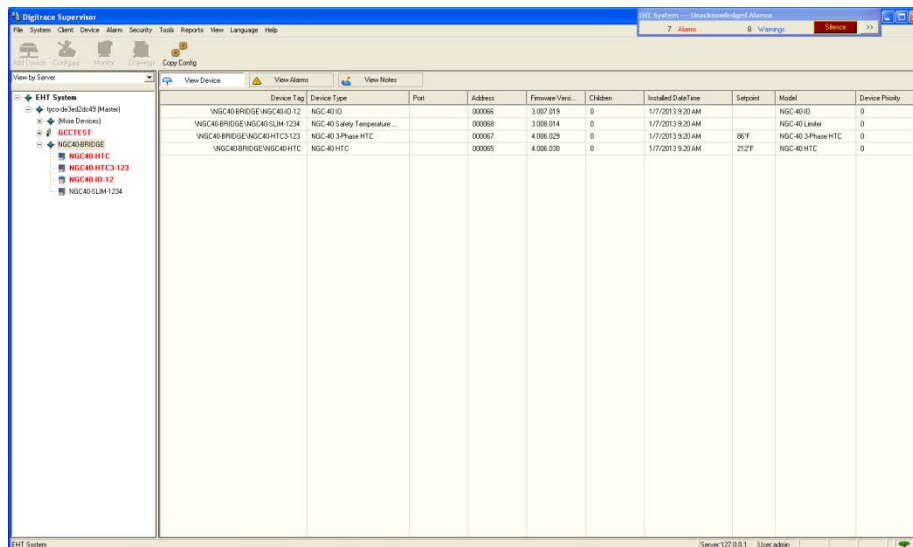 Digitrace Supervisor
EHT System --- Unacknowledged Alarms
7 Alarms 8 Warnings Silence >>
File System Client Device Alarm Security Tools Reports View Language Help
Add Device Configure Monitor Drawings Copy Config
View by Server
View Device View Alarms View Notes
EHT System
tyco-de3ed2dc49 (Master)
(More Devices)
GCCTEST
NGC40-BRIDGE
NGC40-HTC
NGC40-HTC3-123
NGC40-IO-12
NGC40-SLIM-1234
Device Tag Device Type Port Address Firmware Versi... Children Installed DateTime Setpoint Model Device Priority
\NGC40-BRIDGE\NGC40-IO-12 NGC-40 IO 000066 3.007.019 0 1/7/2013 9:20 AM NGC-40-IO 0
\NGC40-BRIDGE\NGC40-SLIM-1234 NGC-40 Safety Temperature ... 000068 3.008.014 0 1/7/2013 9:20 AM NGC-40 Limiter 0
\NGC40-BRIDGE\NGC40-HTC3-123 NGC-40 3-Phase HTC 000067 4.006.029 0 1/7/2013 9:20 AM 86°F NGC-40 3-Phase HTC 0
\NGC40-BRIDGE\NGC40-HTC NGC-40 HTC 000065 4.006.030 0 1/7/2013 9:20 AM 212°F NGC-40 HTC 0
EHT System Server:127.0.0.1 User:admin